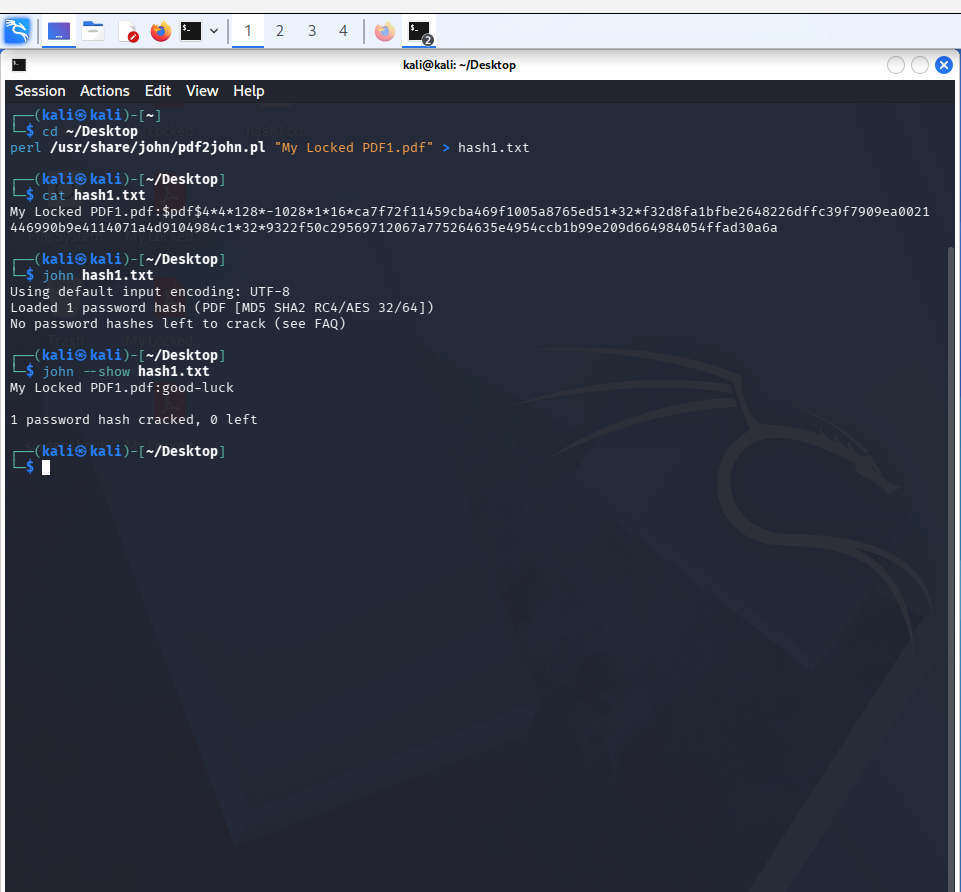 1 2 3 4
2
kali@kali: ~/Desktop
Session Actions Edit View Help
┌──(kali㉿kali)-[~]
└─$ cd ~/Desktop
perl /usr/share/john/pdf2john.pl "My Locked PDF1.pdf" > hash1.txt
┌──(kali㉿kali)-[~/Desktop]
└─$ cat hash1.txt
My Locked PDF1.pdf:$pdf$4*4*128*-1028*1*16*ca7f72f11459cba469f1005a8765ed51*32*f32d8fa1bfbe2648226dffc39f7909ea0021
446990b9e4114071a4d9104984c1*32*9322f50c29569712067a775264635e4954ccb1b99e209d664984054ffad30a6a
┌──(kali㉿kali)-[~/Desktop]
└─$ john hash1.txt
Using default input encoding: UTF-8
Loaded 1 password hash (PDF [MD5 SHA2 RC4/AES 32/64])
No password hashes left to crack (see FAQ)
┌──(kali㉿kali)-[~/Desktop]
└─$ john --show hash1.txt
My Locked PDF1.pdf:good-luck
1 password hash cracked, 0 left
┌──(kali㉿kali)-[~/Desktop]
└─$